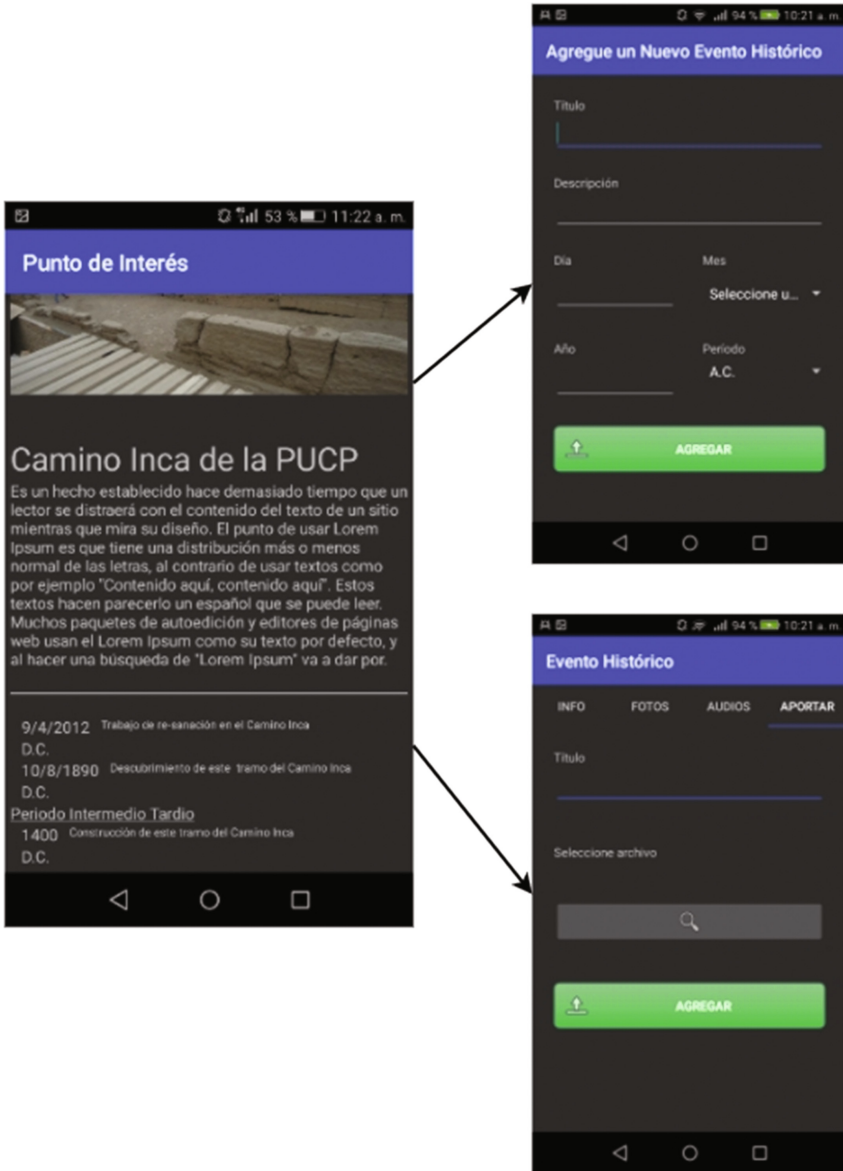 53 % 11:22 a. m.
Punto de Interés
Camino Inca de la PUCP
Es un hecho establecido hace demasiado tiempo que un
lector se distraerá con el contenido del texto de un sitio
mientras que mira su diseño. El punto de usar Lorem
Ipsum es que tiene una distribución más o menos
normal de las letras, al contrario de usar textos como
por ejemplo "Contenido aquí, contenido aquí". Estos
textos hacen parecerlo un español que se puede leer.
Muchos paquetes de autoedición y editores de páginas
web usan el Lorem Ipsum como su texto por defecto, y
al hacer una búsqueda de "Lorem Ipsum" va a dar por.
9/4/2012 Trabajo de re-sanación en el Camino Inca
D.C.
10/8/1890 Descubrimiento de este tramo del Camino Inca
D.C.
Periodo Intermedio Tardio
1400 Construcción de este tramo del Camino Inca
D.C.
94 % 10:21 a. m.
Agregue un Nuevo Evento Histórico
Título
Descripción
Día Mes
Seleccione u...
Año Período
A.C.
AGREGAR
94 % 10:21 a. m.
Evento Histórico
INFO FOTOS AUDIOS APORTAR
Título
Seleccione archivo
AGREGAR